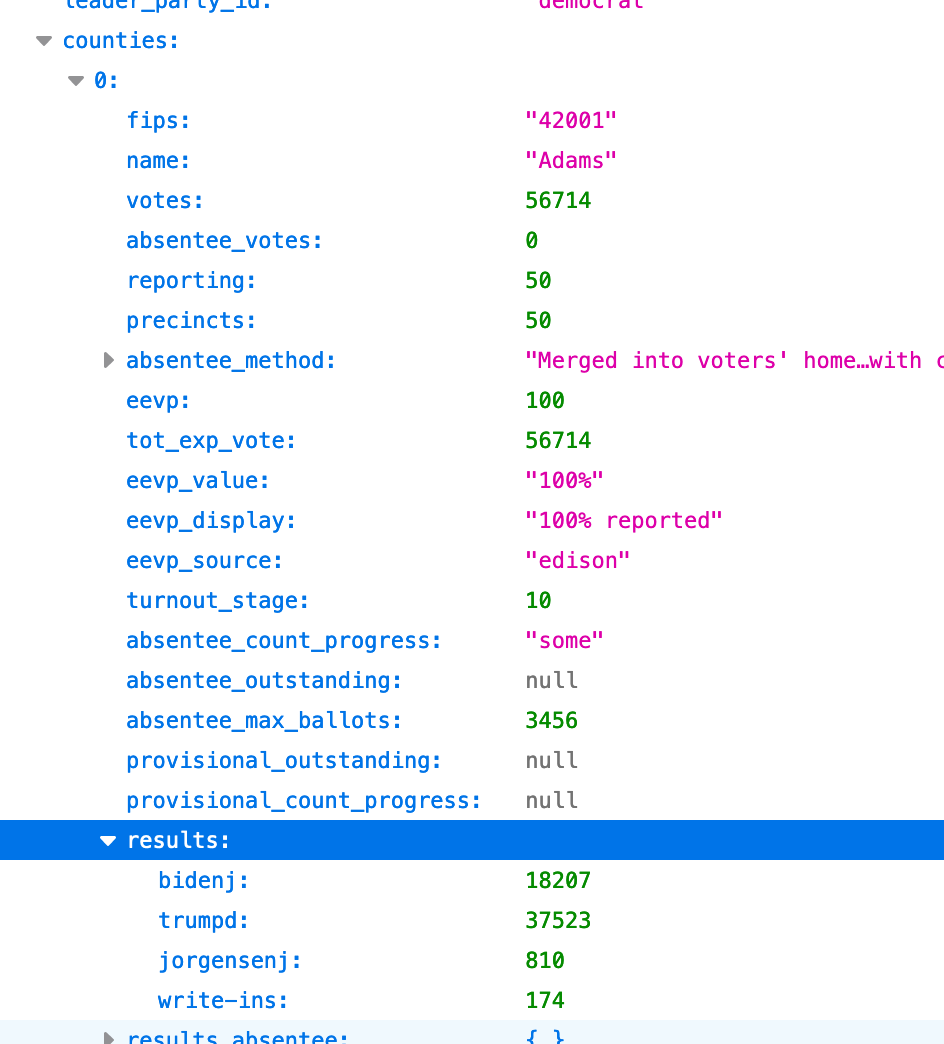 leader_party_id: "democrat"
counties:
0:
fips: "42001"
name: "Adams"
votes: 56714
absentee_votes: 0
reporting: 50
precincts: 50
absentee_method: "Merged into voters' home…with
eevp: 100
tot_exp_vote: 56714
eevp_value: "100%"
eevp_display: "100% reported"
eevp_source: "edison"
turnout_stage: 10
absentee_count_progress: "some"
absentee_outstanding: null
absentee_max_ballots: 3456
provisional_outstanding: null
provisional_count_progress: null
results:
bidenj: 18207
trumpd: 37523
jorgensenj: 810
write-ins: 174
results_absentee: {…}